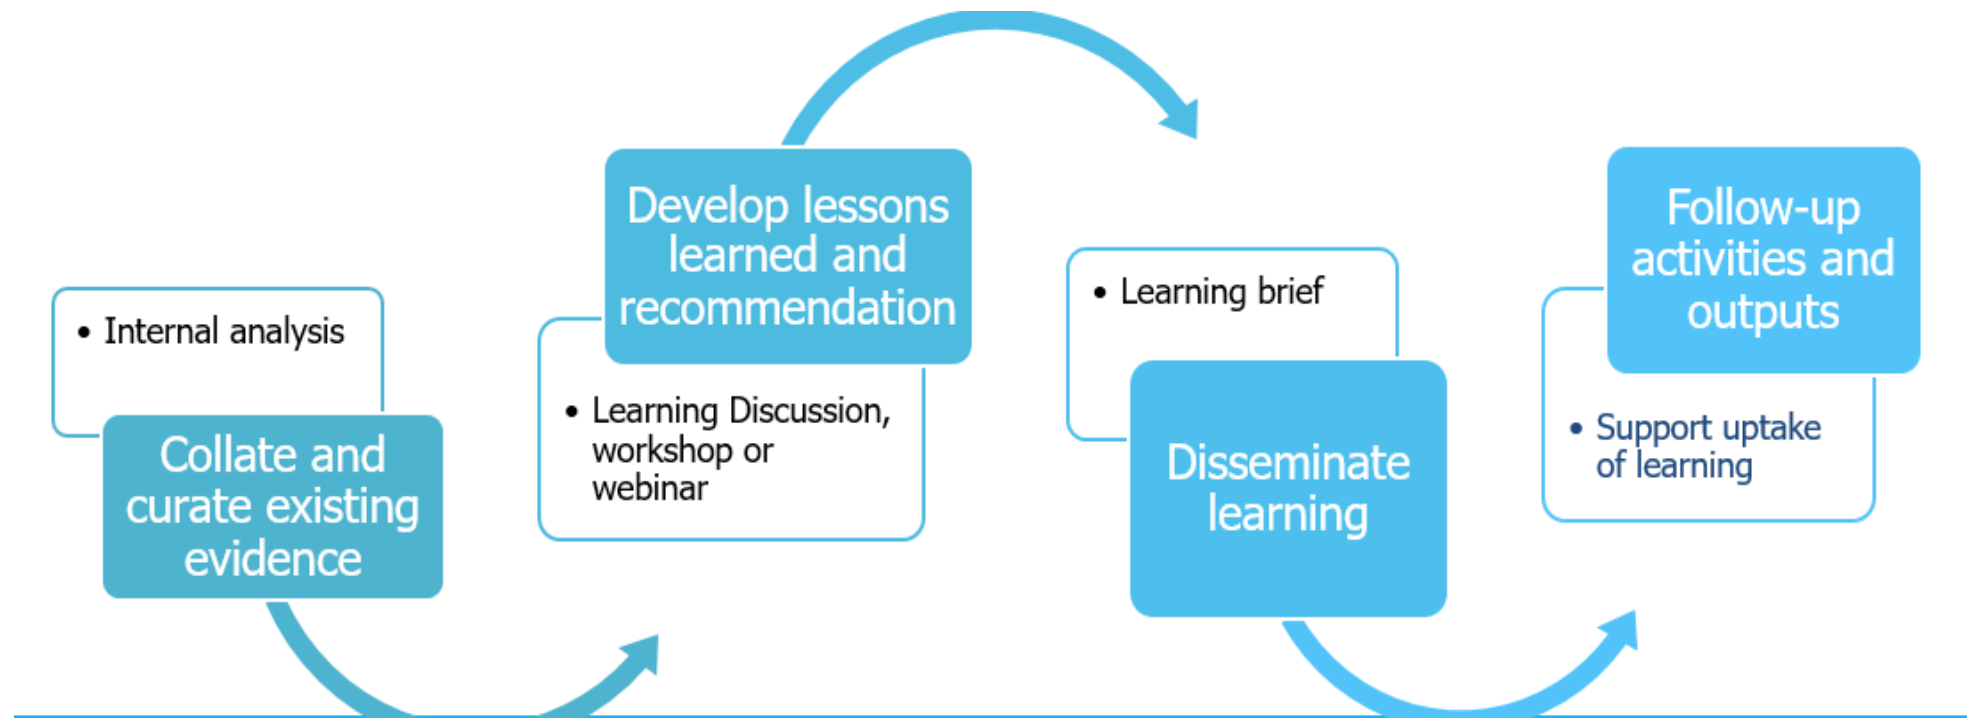 • Internal analysis
Collate and
curate existing
evidence
Develop lessons
learned and
recommendation
• Learning Discussion,
workshop or
webinar
• Learning brief
Disseminate
learning
Follow-up
activities and
outputs
• Support uptake
of learning